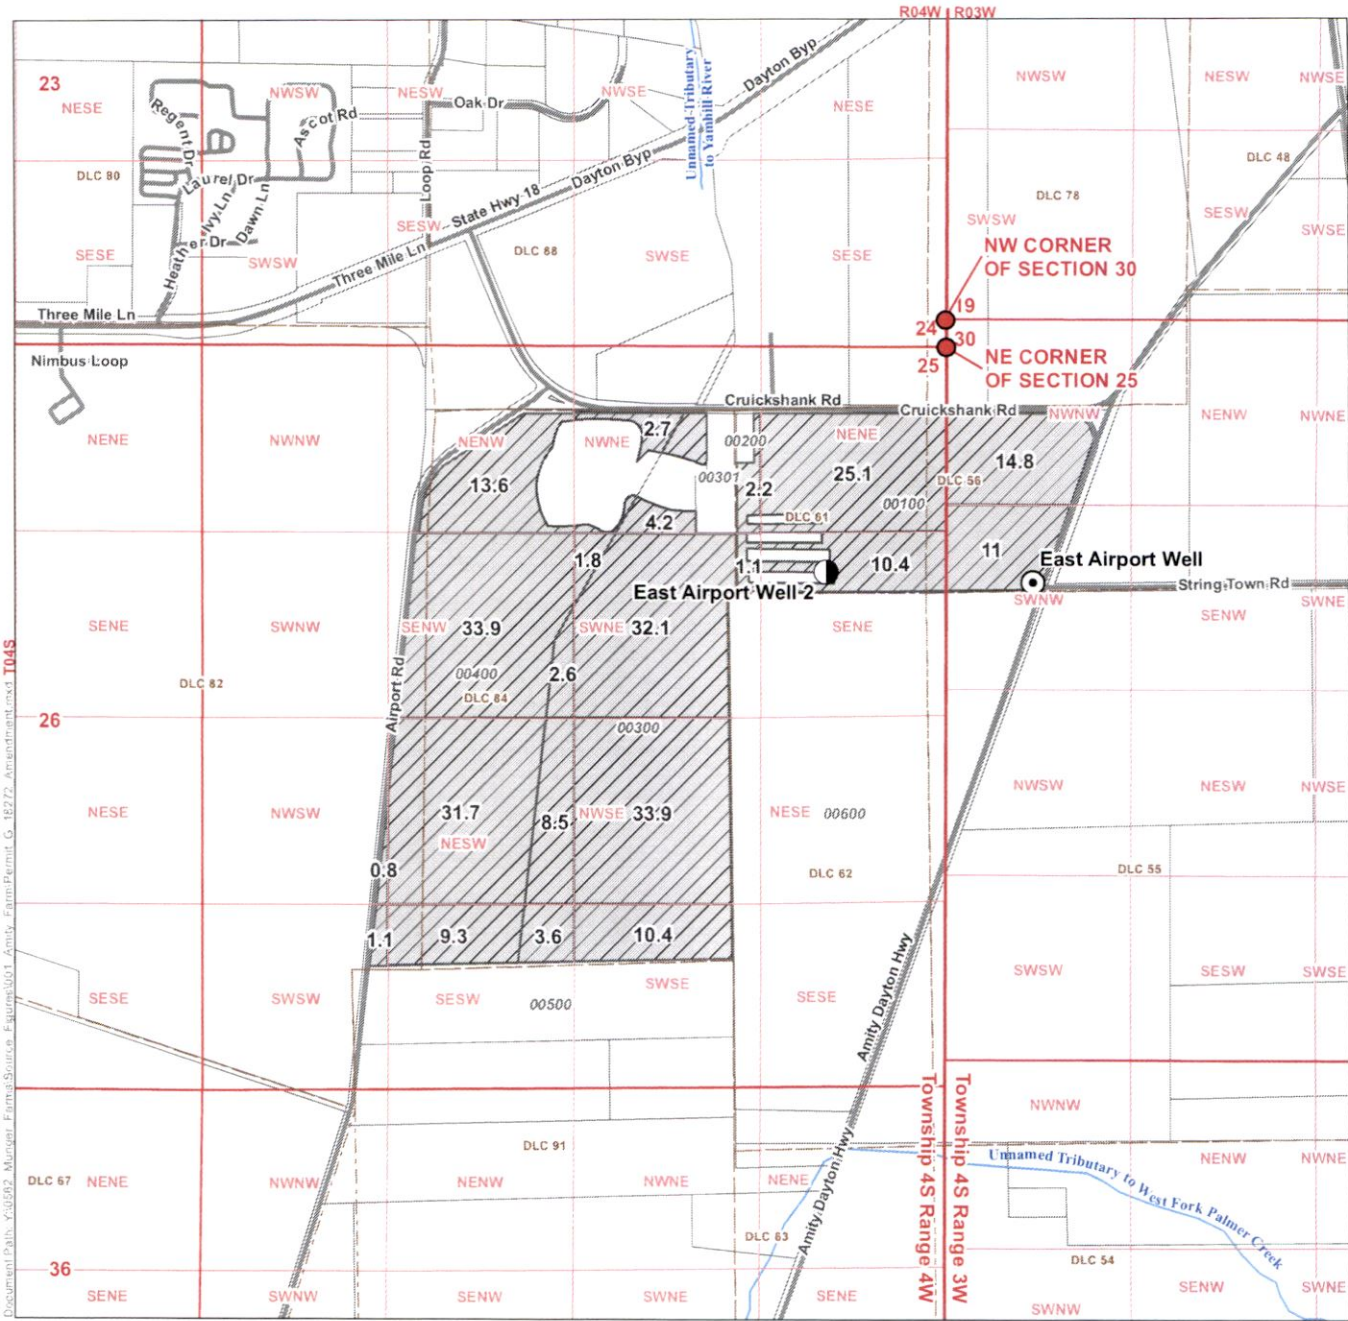 R04W R03W
23
NESE
NWSW
NESW
NWSE
NESE
NWSW
NESW
NWSE
Regent Dr
Ascot Rd
Oak Dr
Dayton Byp
Unnamed Tributary
to Yamhill River
DLC 80
Laurel Dr
Ivy Ln
Dawn Ln
Heather Dr
Loop Rd
State Hwy 18
Dayton Byp
DLC 48
DLC 78
SESE
SWSW
SESW
DLC 88
SWSE
SESE
SWSW
SESW
SWSE
Three Mile Ln
NW CORNER
OF SECTION 30
Three Mile Ln
24
19
30
25
NE CORNER
OF SECTION 25
Nimbus Loop
Cruickshank Rd
Cruickshank Rd
NENE
NWNW
NENW
NWNE
NENE
NWNW
NENW
NWNE
2.7
00200
00301
13.6
2.2
25.1
14.8
DLC 56
00100
4.2
DLC 61
1.8
1.1
10.4
11
East Airport Well
East Airport Well 2
String Town Rd
SENE
SWNW
SENW
33.9
SWNE
32.1
SENE
SWNW
SENW
SWNE
T04S
DLC 82
Airport Rd
00400
2.6
DLC 84
26
00300
NESE
NWSW
31.7
NESW
8.5
NWSE
33.9
NESE
00600
NWSW
NESW
NWSE
0.8
DLC 62
DLC 55
1.1
9.3
3.6
10.4
Amity Dayton Hwy
SESE
SWSW
SESW
00500
SWSE
SESE
SWSW
SESW
SWSE
Township 4S Range 4W
Township 4S Range 3W
NWNW
DLC 91
Amity Dayton Hwy
Unnamed Tributary to West Fork Palmer Creek
DLC 67
NENE
NWNW
NENW
NWNE
NENE
NENW
NWNE
DLC 63
DLC 54
36
SENE
SWNW
SENW
SWNE
SENE
SWNW
SENW
SWNE